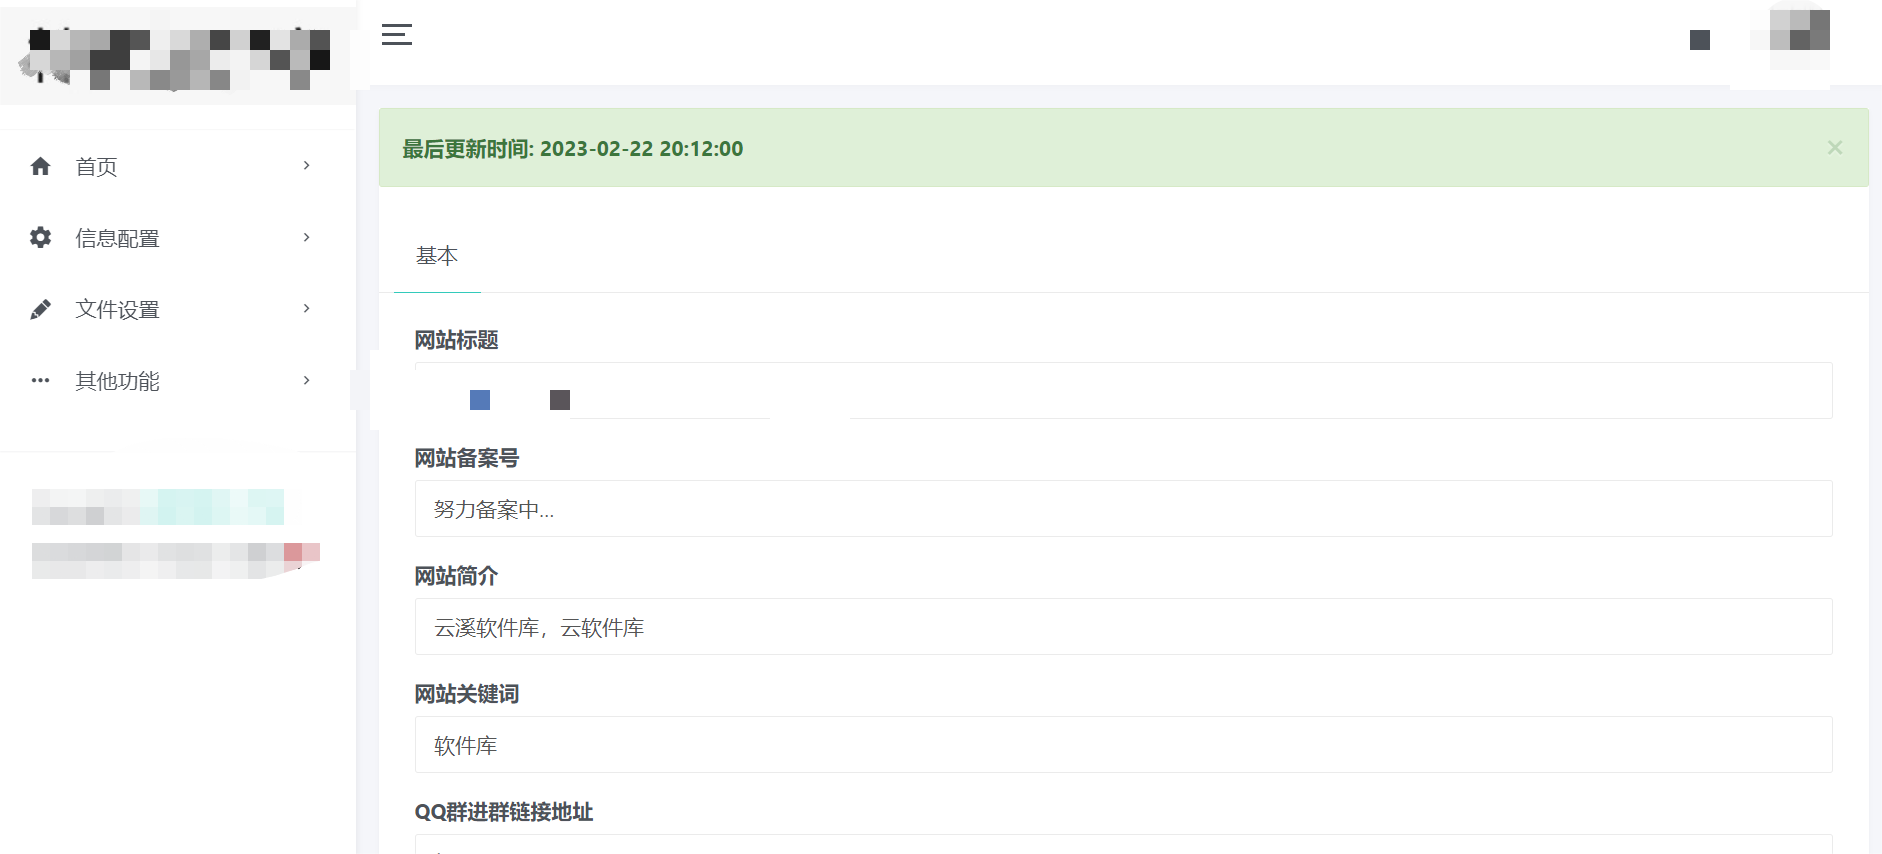 首页
信息配置
文件设置
其他功能
最后更新时间: 2023-02-22 20:12:00
×
基本
网站标题
网站备案号
努力备案中...
网站简介
云溪软件库，云软件库
网站关键词
软件库
QQ群进群链接地址